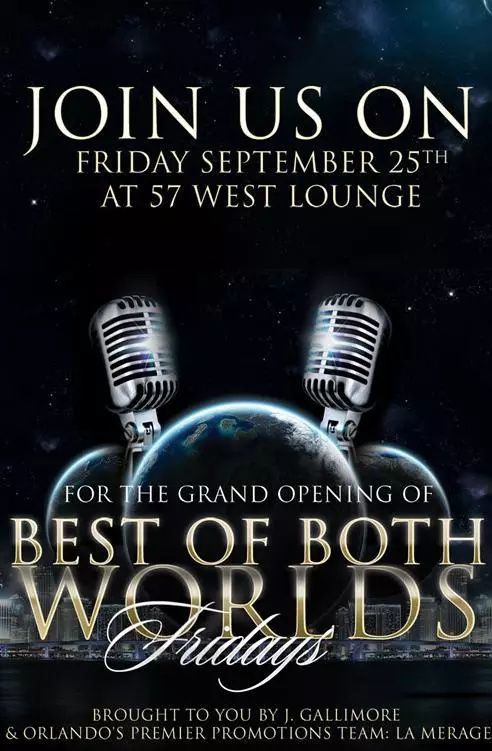 JOIN US ON
FRIDAY SEPTEMBER 25TH
AT 57 WEST LOUNGE
FOR THE GRAND OPENING OF
BEST OF BOTH
WORLDS
Fridays
BROUGHT TO YOU BY J. GALLIMORE
& ORLANDO'S PREMIER PROMOTIONS TEAM: LA MERAGE